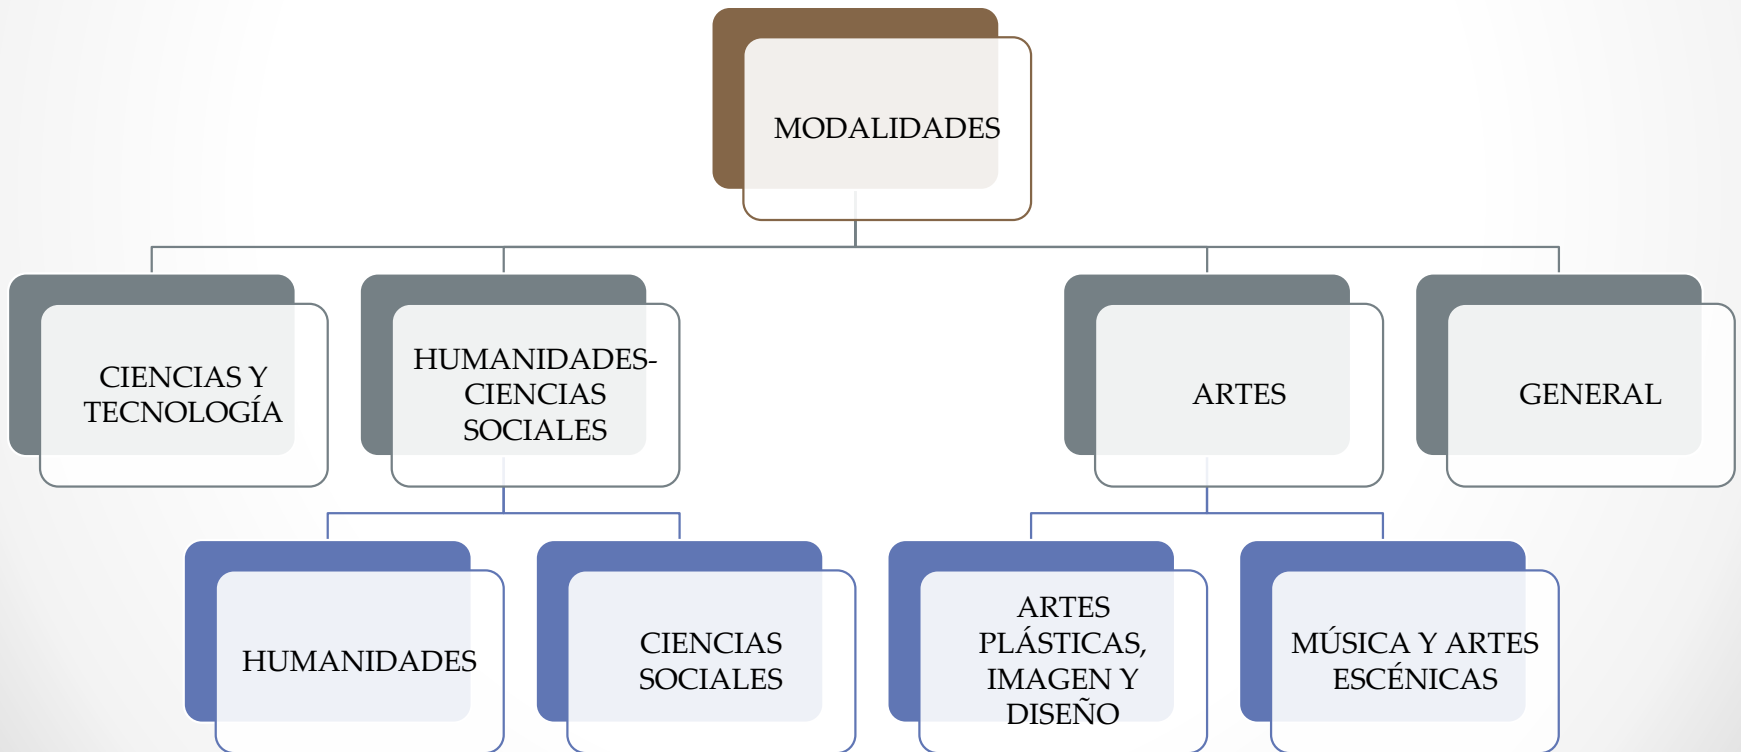 MODALIDADES
CIENCIAS Y
TECNOLOGÍA
HUMANIDADES-
CIENCIAS
SOCIALES
ARTES
GENERAL
HUMANIDADES
CIENCIAS
SOCIALES
ARTES
PLÁSTICAS,
IMAGEN Y
DISEÑO
MÚSICA Y ARTES
ESCÉNICAS